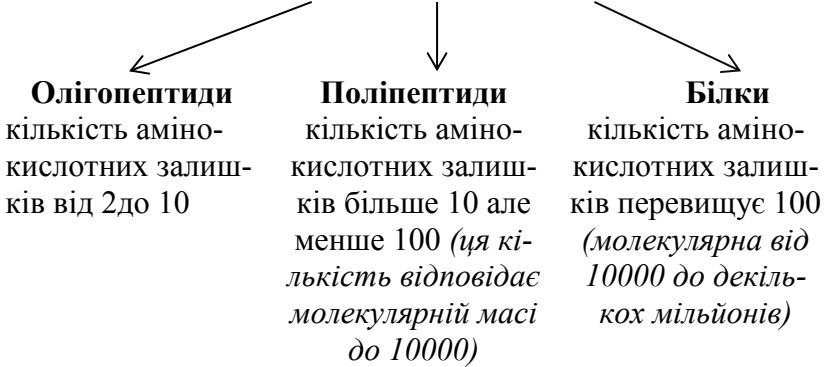 Олігопептиди
кількість аміно-
кислотних залиш-
ків від 2до 10
Поліпептиди
кількість аміно-
кислотних залиш-
ків більше 10 але
менше 100 (ця кі-
лькість відповідає
молекулярній масі
до 10000)
Білки
кількість аміно-
кислотних залиш-
ків перевищує 100
(молекулярна від
10000 до декіль-
кох мільйонів)